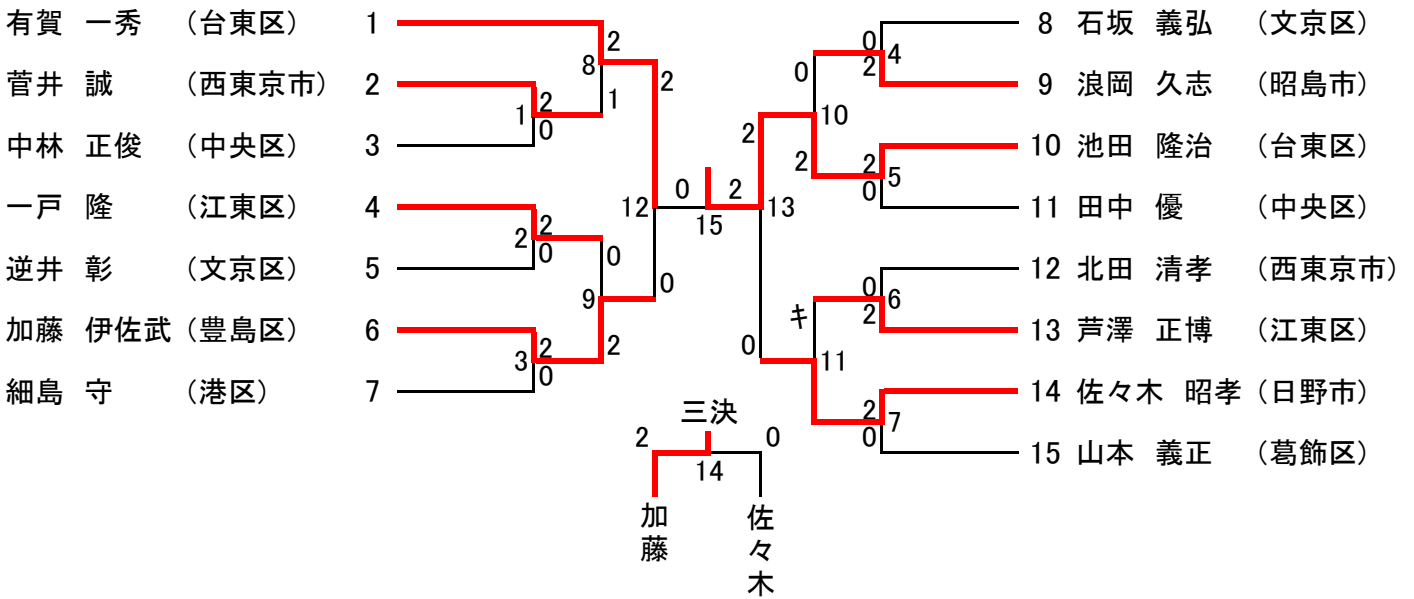 有賀 一秀 (台東区) 1
菅井 誠 (西東京市) 2
中林 正俊 (中央区) 3
一戸 隆 (江東区) 4
逆井 彰 (文京区) 5
加藤 伊佐武 (豊島区) 6
細島 守 (港区) 7
2
8
1
1
2
0
2
2
0
0
9
3
2
0
2
2
12
0
0
15
2
13
2
0
0
10
2
キ
11
0
4
2
2
5
0
0
6
2
2
7
0
8 石坂 義弘 (文京区)
9 浪岡 久志 (昭島市)
10 池田 隆治 (台東区)
11 田中 優 (中央区)
12 北田 清孝 (西東京市)
13 芦澤 正博 (江東区)
14 佐々木 昭孝 (日野市)
15 山本 義正 (葛飾区)
三決
2
14
0
加藤
佐々木